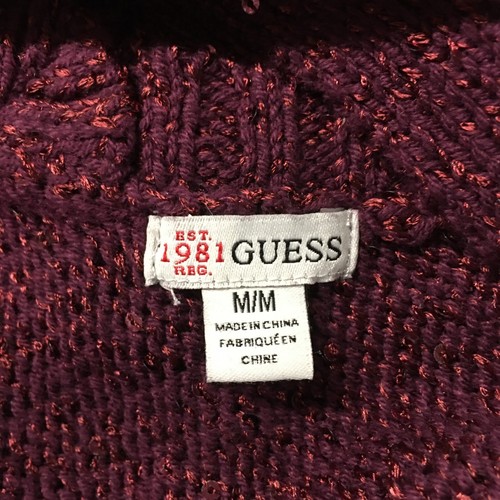 EST.
1981 GUESS
REG.
M/M
MADE IN CHINA
FABRIQUÉ EN
CHINE